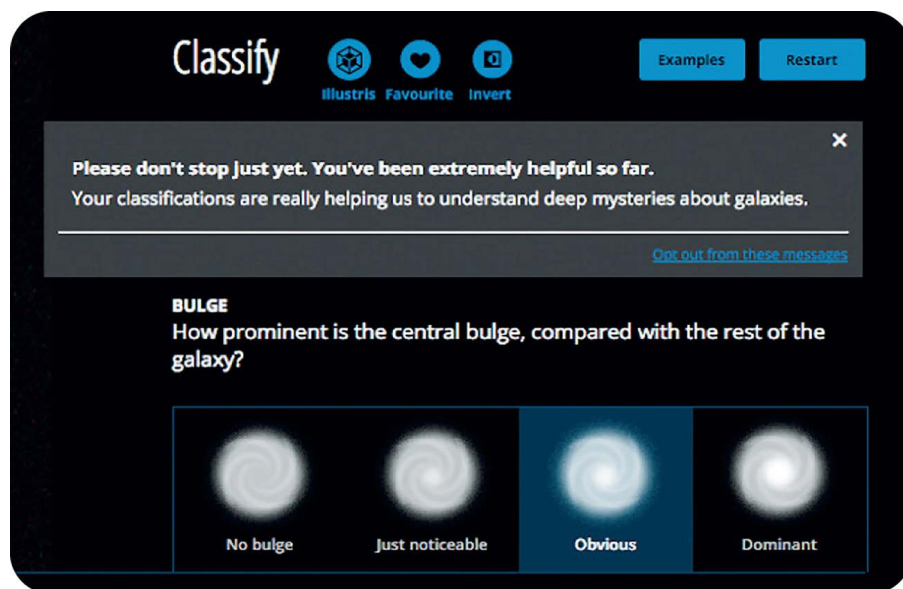 Classify
Illustris Favourite Invert
Examples Restart
×
Please don't stop just yet. You've been extremely helpful so far.
Your classifications are really helping us to understand deep mysteries about galaxies.
Opt out from these messages
BULGE
How prominent is the central bulge, compared with the rest of the
galaxy?
No bulge Just noticeable Obvious Dominant